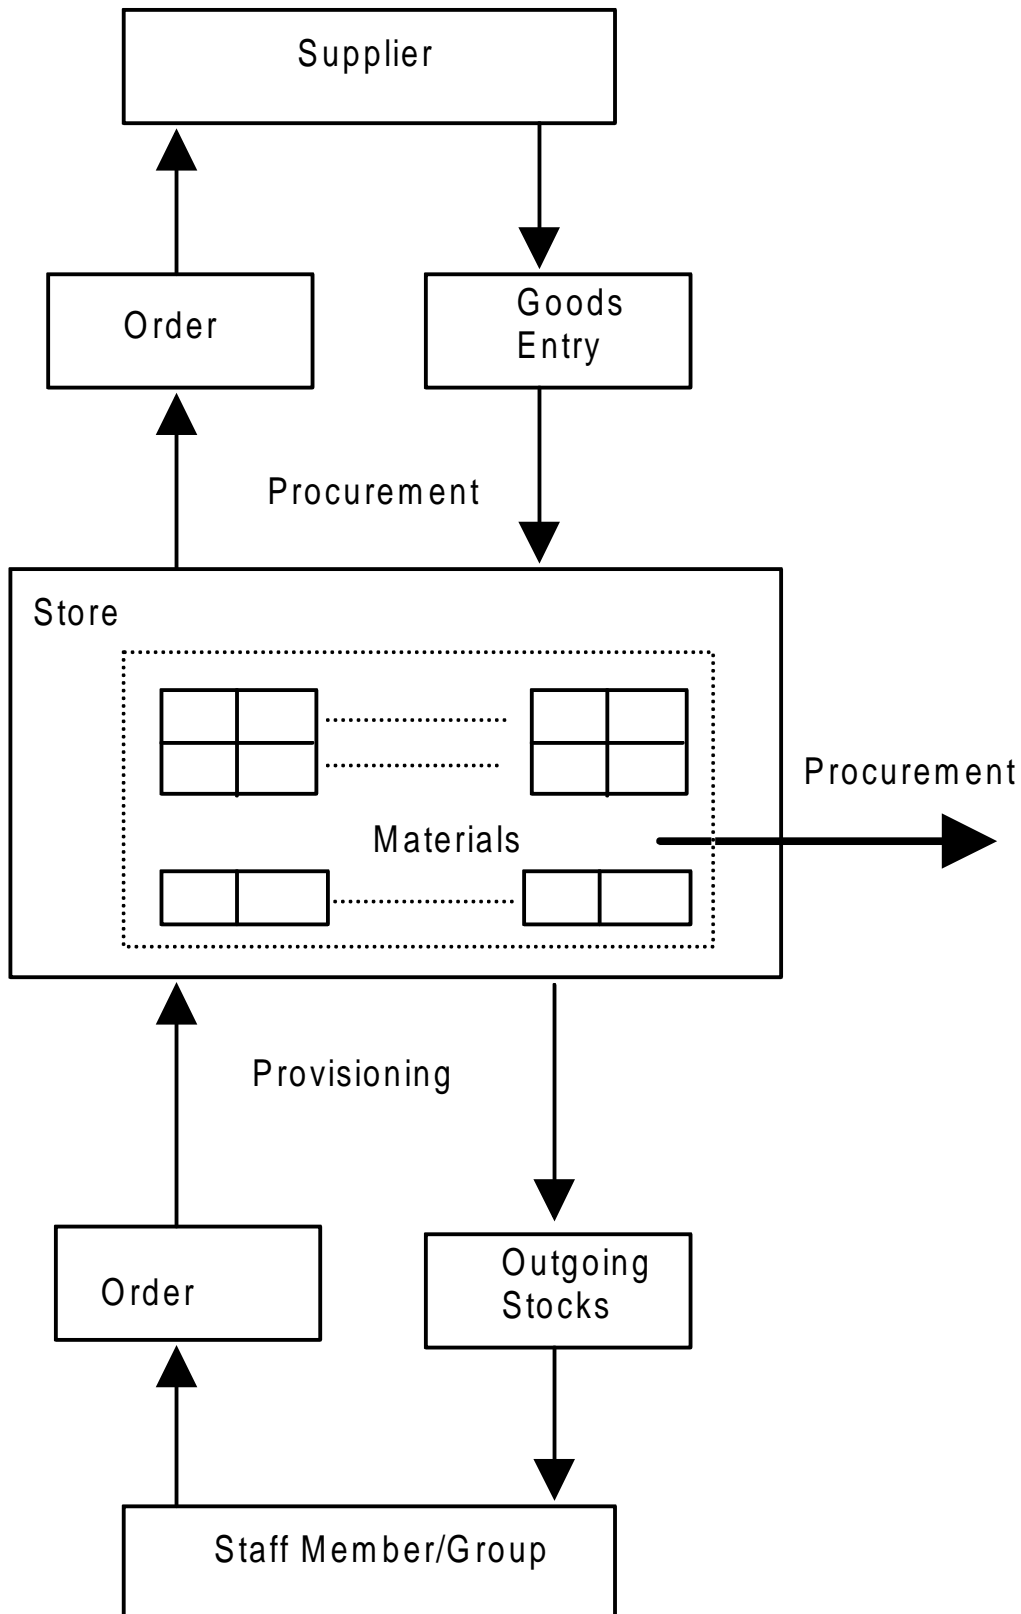 Supplier
Order
Goods
Entry
Procurement
Store
Procurement
Materials
Provisioning
Order
Outgoing
Stocks
Staff Member/Group